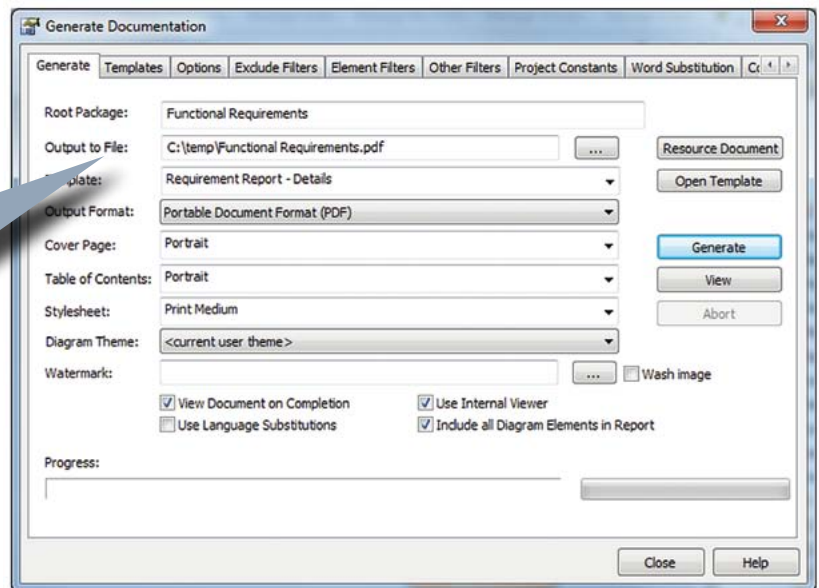 Generate Documentation
Generate Templates Options Exclude Filters Element Filters Other Filters Project Constants Word Substitution
Root Package: Functional Requirements
Output to File: C:\temp\Functional Requirements.pdf ... Resource Document
Requirement Report - Details Open Template
Output Format: Portable Document Format (PDF)
Cover Page: Portrait Generate
Table of Contents: Portrait View
Stylesheet: Print Medium Abort
Diagram Theme: <current user theme>
Watermark: ... Wash image
View Document on Completion Use Internal Viewer
Use Language Substitutions Include all Diagram Elements in Report
Progress:
Close Help